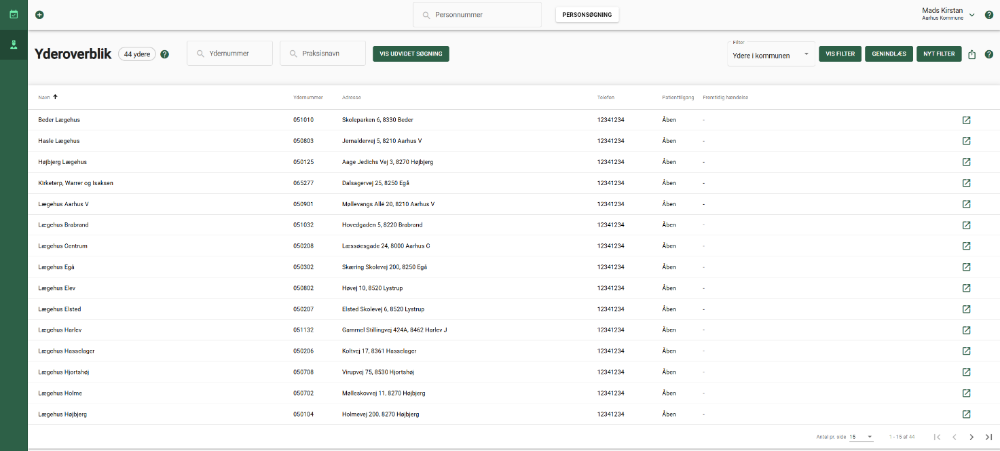 Personnummer PERSONSØGNING Mads Kirstan
Aarhus Kommune
Yderoverblik 44 ydere Ydernummer Praksisnavn VIS UDVIDET SØGNING Filter Ydere i kommunen VIS FILTER GENINDLÆS NYT FILTER
Navn Ydernummer Adresse Telefon Patienttilgang Fremtidig hændelse
Beder Lægehus 051010 Skoleparken 6, 8330 Beder 12341234 Åben -
Hasle Lægehus 050803 Jernaldervej 5, 8210 Aarhus V 12341234 Åben -
Højbjerg Lægehus 050125 Aage Jedichs Vej 3, 8270 Højbjerg 12341234 Åben -
Kirketerp, Warrer og Isaksen 065277 Dalsagervej 25, 8250 Egå 12341234 Åben -
Lægehus Aarhus V 050901 Møllevangs Allé 20, 8210 Aarhus V 12341234 Åben -
Lægehus Brabrand 051032 Hovedgaden 5, 8220 Brabrand 12341234 Åben -
Lægehus Centrum 050208 Læssøesgade 24, 8000 Aarhus C 12341234 Åben -
Lægehus Egå 050302 Skæring Skolevej 200, 8250 Egå 12341234 Åben -
Lægehus Elev 050802 Høvej 10, 8520 Lystrup 12341234 Åben -
Lægehus Elsted 050207 Elsted Skolevej 6, 8520 Lystrup 12341234 Åben -
Lægehus Harlev 051132 Gammel Stillingvej 424A, 8462 Harlev J 12341234 Åben -
Lægehus Hasselager 050206 Koltvej 17, 8361 Hasselager 12341234 Åben -
Lægehus Hjortshøj 050708 Virupvej 75, 8530 Hjortshøj 12341234 Åben -
Lægehus Holme 050702 Mølleskovvej 11, 8270 Højbjerg 12341234 Åben -
Lægehus Højbjerg 050104 Holmevej 200, 8270 Højbjerg 12341234 Åben -
Antal pr. side 15 1 - 15 af 44